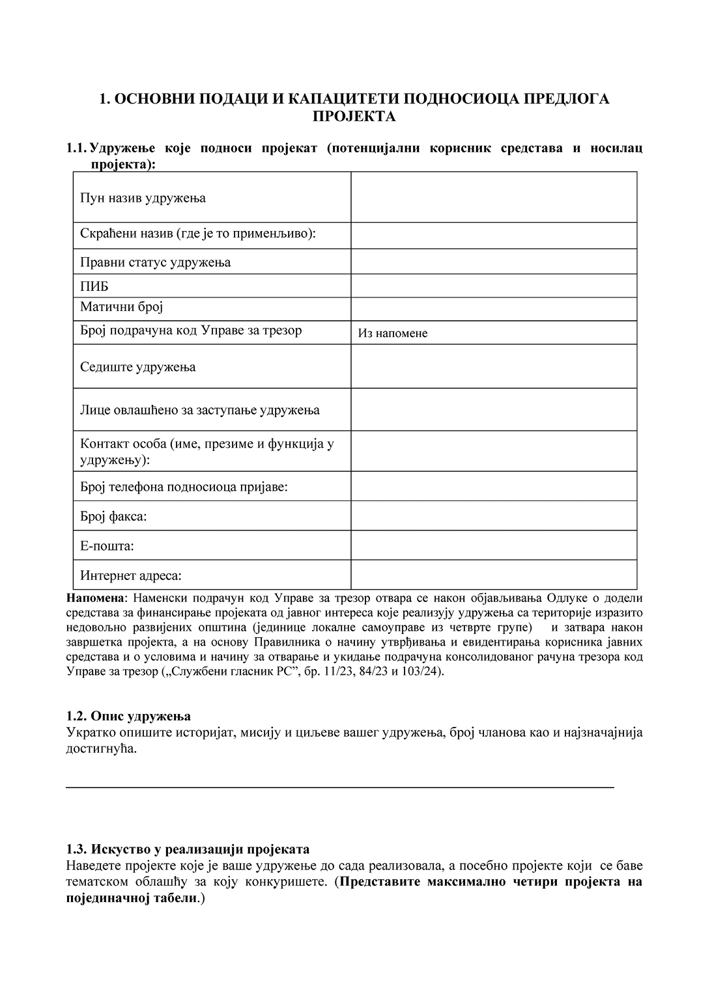 1. ОСНОВНИ ПОДАЦИ И КАПАЦИТЕТИ ПОДНОСИОЦА ПРЕДЛОГА
ПРОЈЕКТА
1.1. Удружење које подноси пројекат (потенцијални корисник средстава и носилац
пројекта):
Пун назив удружења
Скраћени назив (где је то применљиво):
Правни статус удружења
ПИБ
Матични број
Број подрачуна код Управе за трезор
Из напомене
Седиште удружења
Лице овлашћено за заступање удружења
Контакт особа (име, презиме и функција у
удружењу):
Број телефона подносиоца пријаве:
Број факса:
Е-пошта:
Интернет адреса:
Напомена: Наменски подрачун код Управе за трезор отвара се након објављивања Одлуке о додели
средстава за финансирање пројеката од јавног интереса које реализују удружења са територије изразито
недовољно развијених општина (јединице локалне самоуправе из четврте групе) и затвара након
завршетка пројекта, а на основу Правилника о начину утврђивања и евидентирања корисника јавних
средстава и о условима и начину за отварање и укидање подрачуна консолидованог рачуна трезора код
Управе за трезор („Службени гласник РС”, бр. 11/23, 84/23 и 103/24).
1.2. Опис удружења
Укратко опишите историјат, мисију и циљеве вашег удружења, број чланова као и најзначајнија
достигнућа.
1.3. Искуство у реализацији пројеката
Наведете пројекте које је ваше удружење до сада реализовала, а посебно пројекте који се баве
тематском облашћу за коју конкуришете. (Представите максимално четири пројекта на
појединачној табели.)